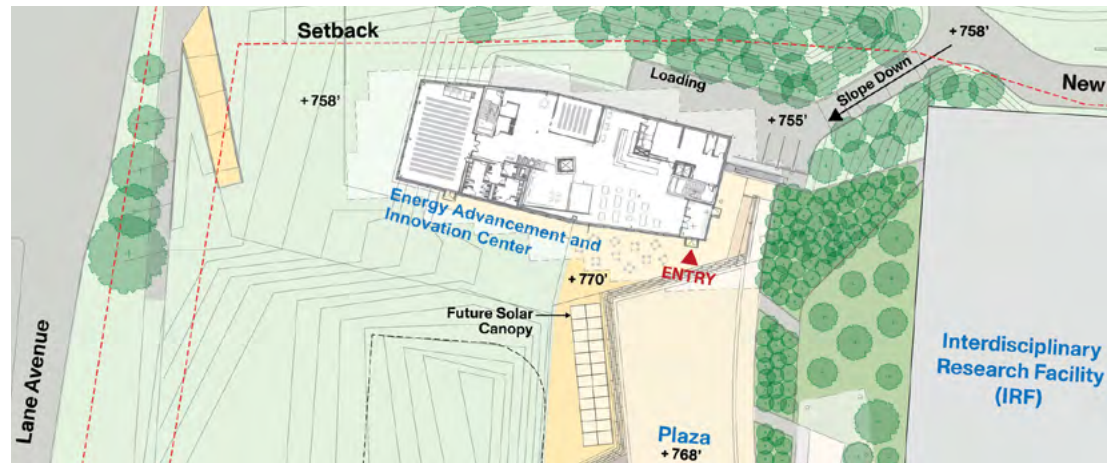 Setback
+758'
New
Loading
Slope Down
+758'
+755'
Energy Advancement and
Innovation Center
ENTRY
+770'
Future Solar
Canopy
Lane Avenue
Interdisciplinary
Research Facility
(IRF)
Plaza
+768'